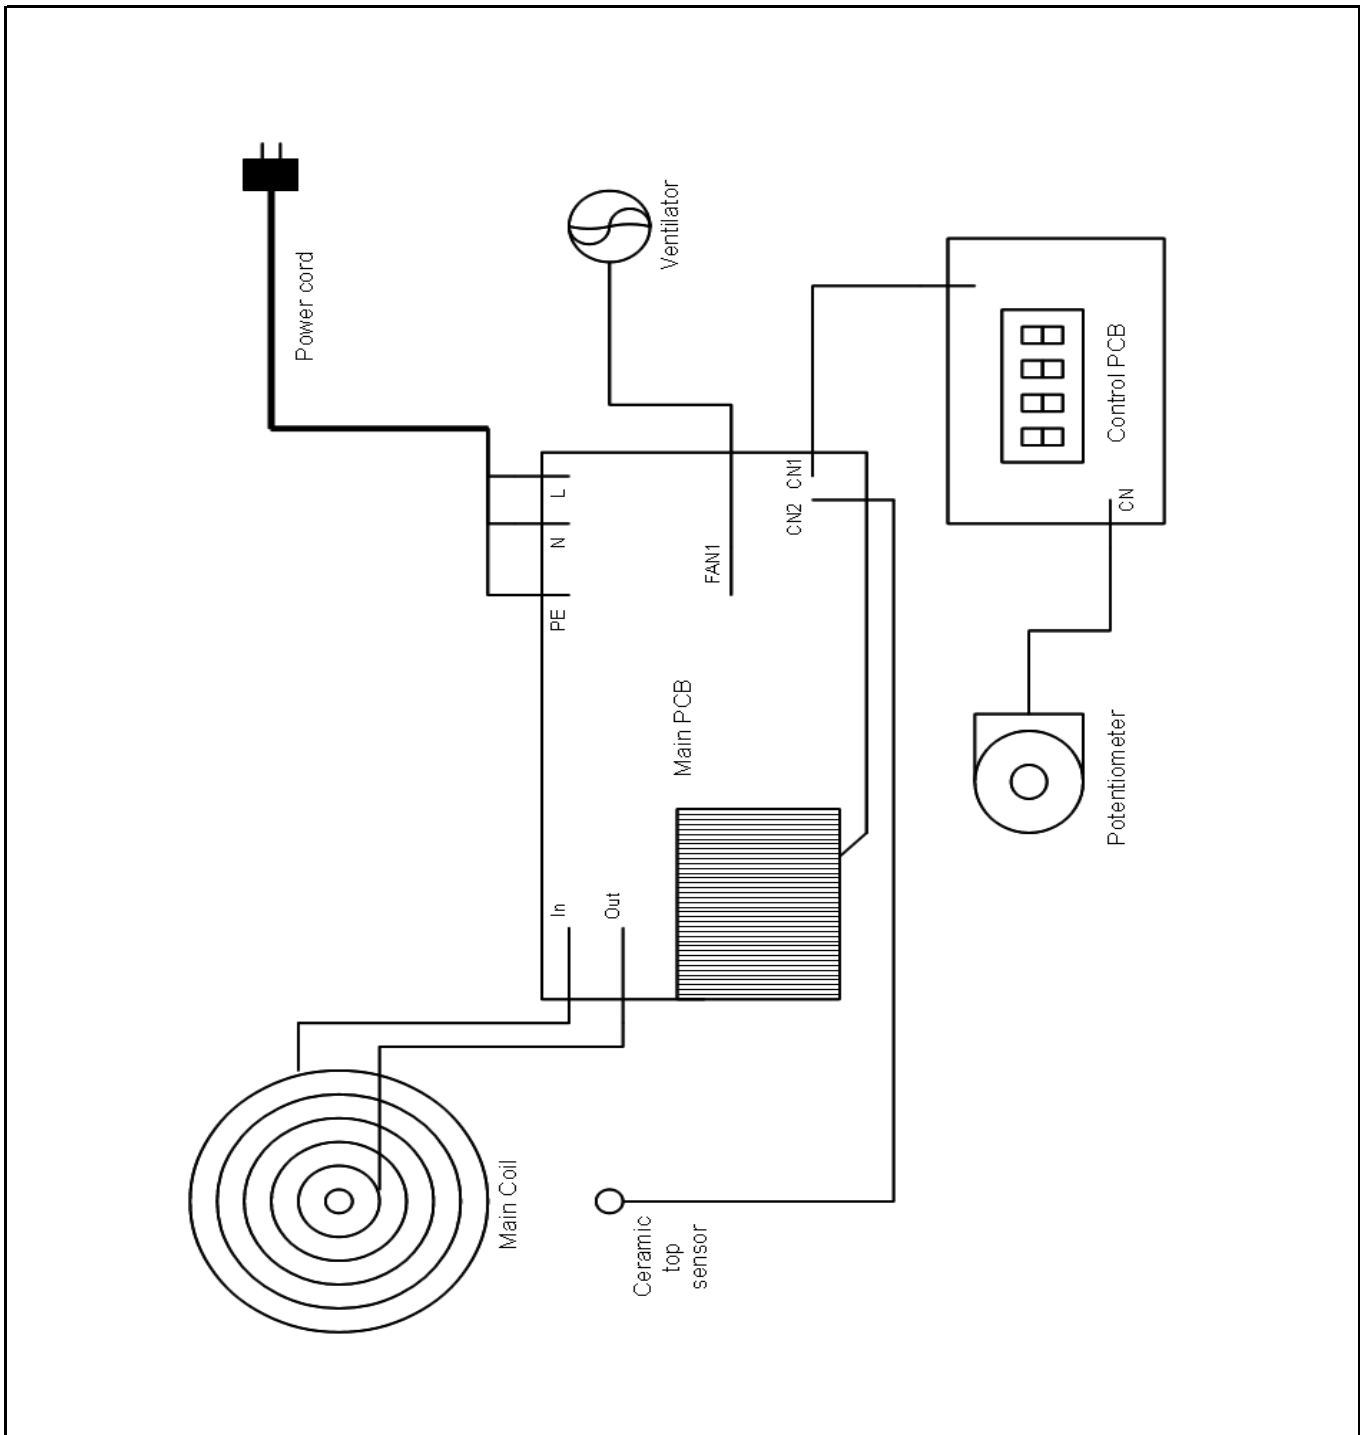 Power cord
Ventilator
L
N
PE
FAN1
CN1
CN2
Control PCB
CN
Main PCB
Potentiometer
In
Out
Main Coil
Ceramic
top
sensor